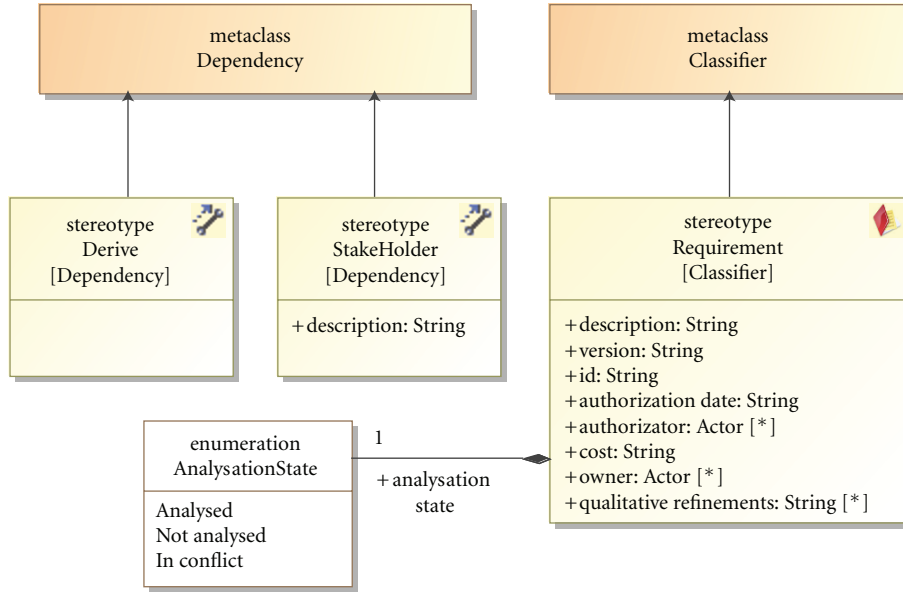 metaclass
Dependency
metaclass
Classifier
stereotype
Derive
[Dependency]
stereotype
StakeHolder
[Dependency]
+description: String
stereotype
Requirement
[Classifier]
+description: String
+version: String
+id: String
+authorization date: String
+authorizator: Actor [*]
+cost: String
+owner: Actor [*]
+qualitative refinements: String [*]
enumeration
AnalysationState
Analysed
Not analysed
In conflict
1
+analysation
state